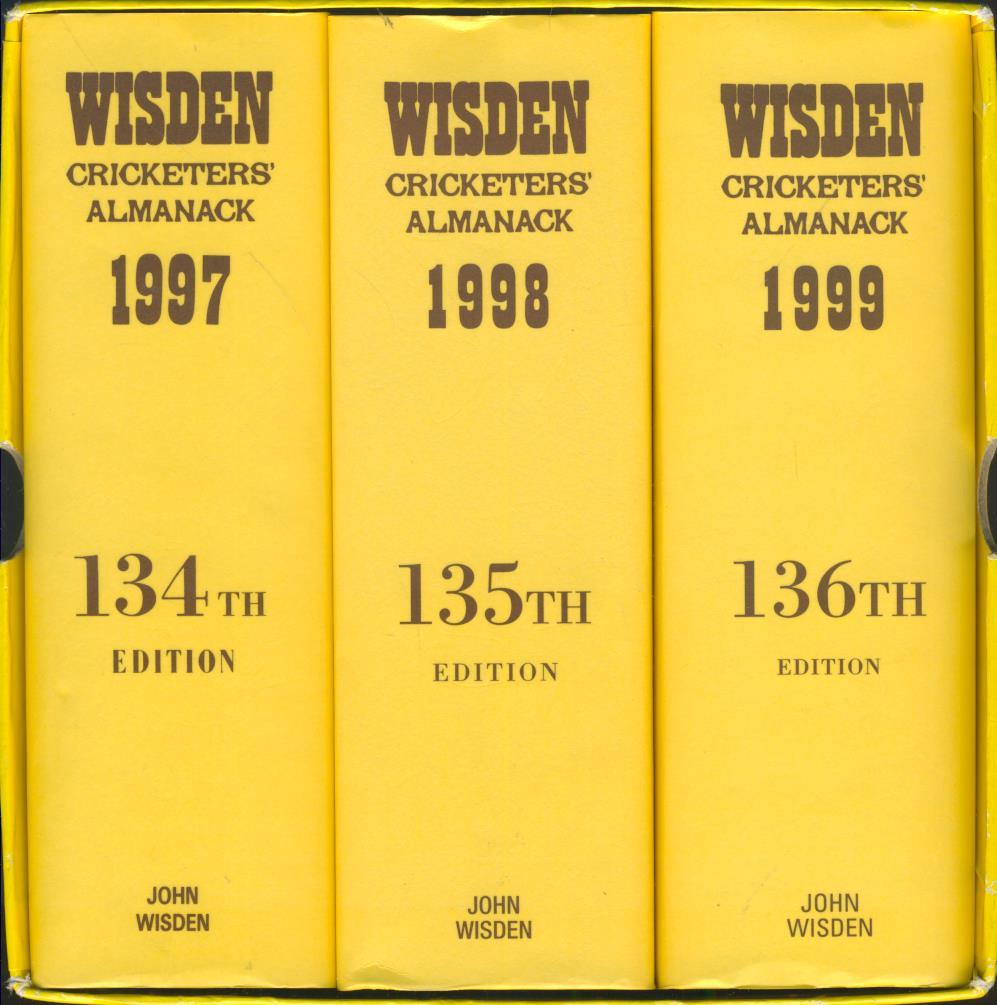 WISDEN
CRICKETERS'
ALMANACK
1997
134TH
EDITION
JOHN
WISDEN
WISDEN
CRICKETERS'
ALMANACK
1998
135TH
EDITION
JOHN
WISDEN
WISDEN
CRICKETERS'
ALMANACK
1999
136TH
EDITION
JOHN
WISDEN